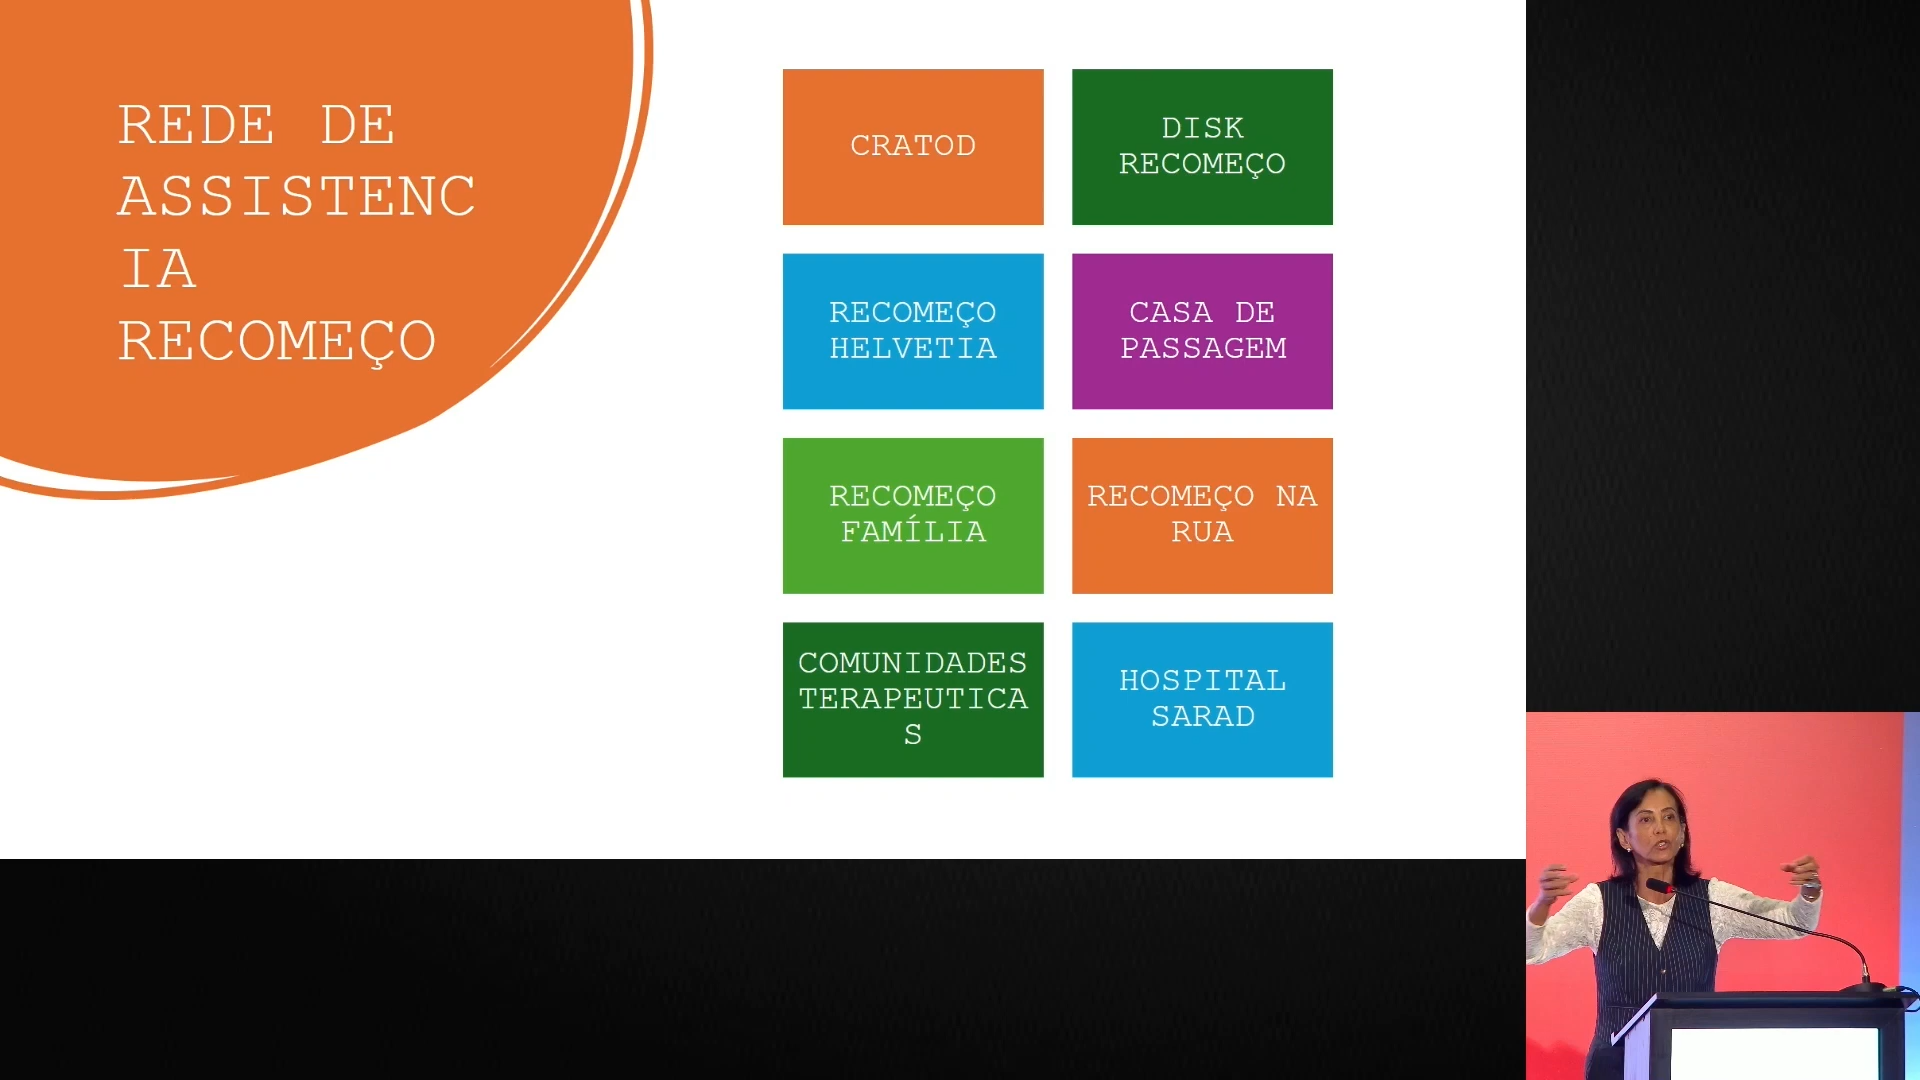 REDE DE
ASSISTENC
IA
RECOMEÇO
CRATOD
DISK
RECOMEÇO
RECOMEÇO
HELVETIA
CASA DE
PASSAGEM
RECOMEÇO
FAMÍLIA
RECOMEÇO NA
RUA
COMUNIDADES
TERAPEUTICA
S
HOSPITAL
SARAD